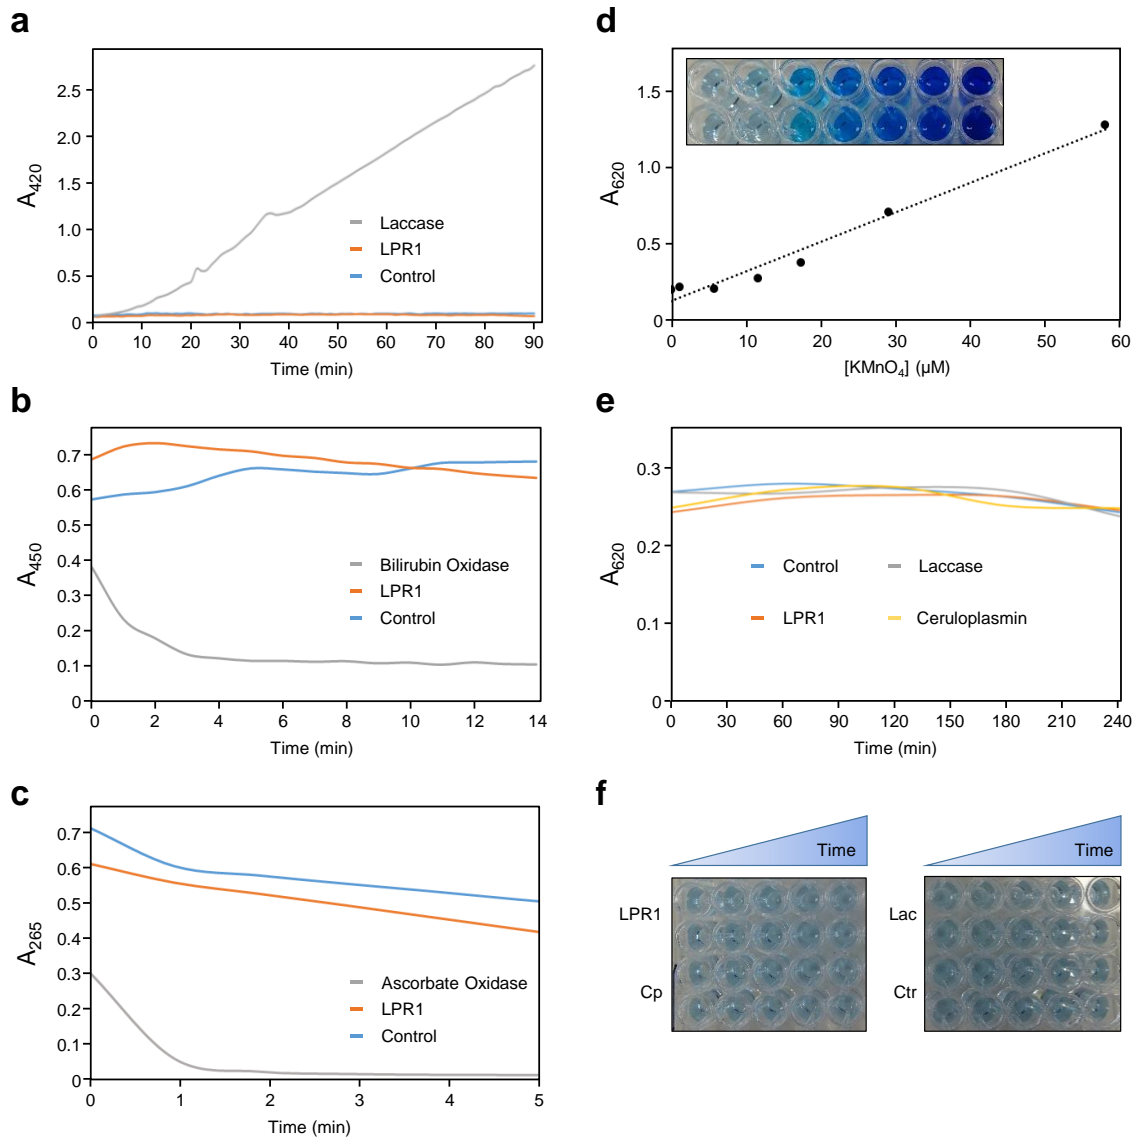 a
A420
2.5
2.0
1.5
1.0
0.5
0
Laccase
LPR1
Control
0 10 20 30 40 50 60 70 80 90
Time (min)
b
A450
0.7
0.6
0.5
0.4
0.3
0.2
0.1
0
Bilirubin Oxidase
LPR1
Control
0 2 4 6 8 10 12 14
Time (min)
c
A265
0.7
0.6
0.5
0.4
0.3
0.2
0.1
0
Ascorbate Oxidase
LPR1
Control
0 1 2 3 4 5
Time (min)
d
A620
1.5
1.0
0.5
0
0 10 20 30 40 50 60
[KMnO4] (µM)
e
A620
0.3
0.2
0.1
0
Control Laccase
LPR1 Ceruloplasmin
0 30 60 90 120 150 180 210 240
Time (min)
f
Time
LPR1
Cp
Time
Lac
Ctr